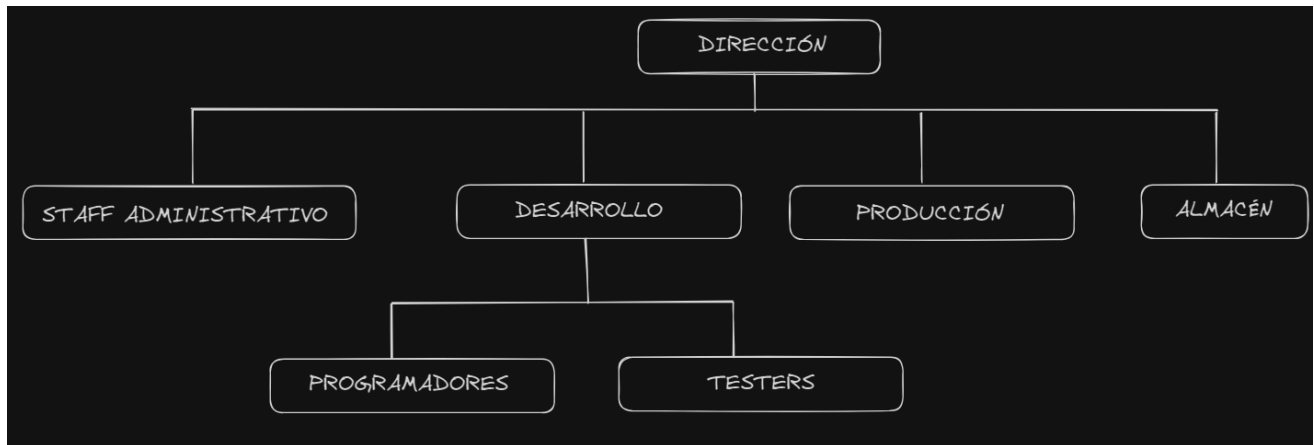 DIRECCIÓN
STAFF ADMINISTRATIVO
DESARROLLO
PRODUCCIÓN
ALMACÉN
PROGRAMADORES
TESTERS